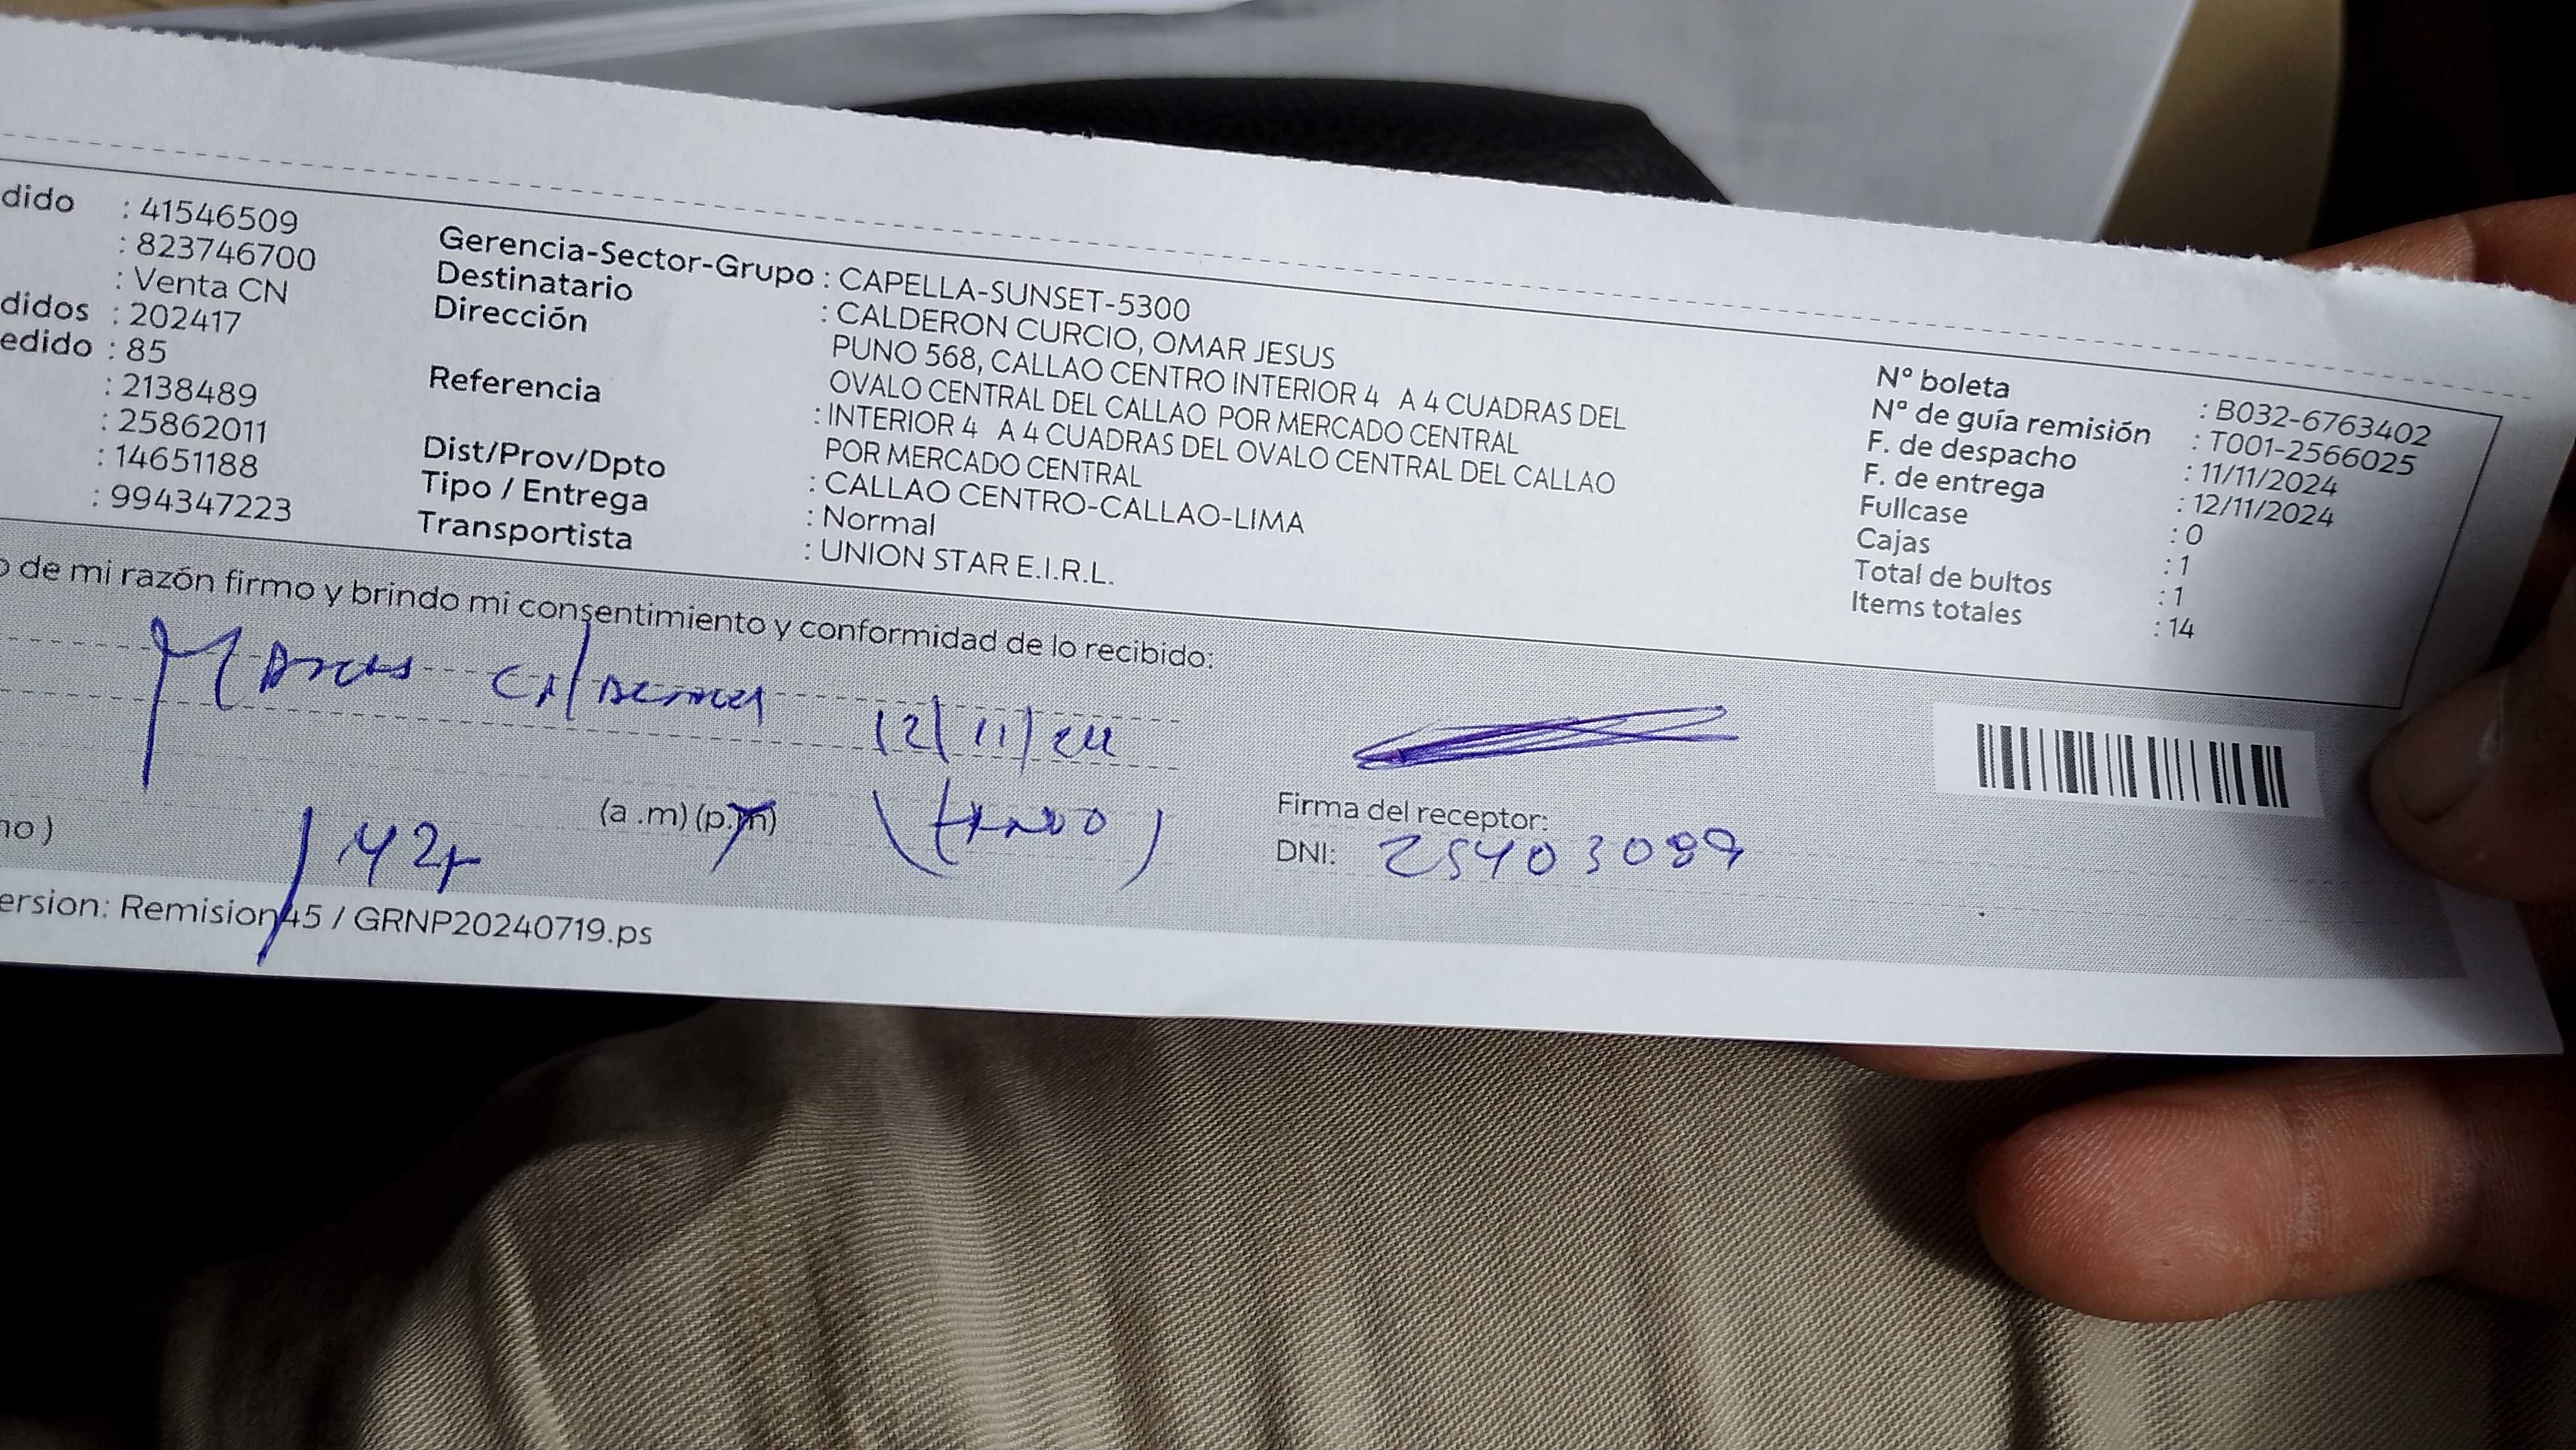 dido : 41546509
: 823746700
: Venta CN
didos : 202417
edido : 85
: 2138489
: 25862011
: 14651188
: 994347223
Gerencia-Sector-Grupo : CAPELLA-SUNSET-5300
Destinatario : CALDERON CURCIO, OMAR JESUS
Dirección PUNO 568, CALLAO CENTRO INTERIOR 4 A 4 CUADRAS DEL
OVALO CENTRAL DEL CALLAO POR MERCADO CENTRAL
Referencia : INTERIOR 4 A 4 CUADRAS DEL OVALO CENTRAL DEL CALLAO
POR MERCADO CENTRAL
Dist/Prov/Dpto : CALLAO CENTRO-CALLAO-LIMA
Tipo / Entrega : Normal
Transportista : UNION STAR E.I.R.L.
N° boleta : B032-6763402
N° de guía remisión : T001-2566025
F. de despacho : 11/11/2024
F. de entrega : 12/11/2024
Fullcase : 0
Cajas : 1
Total de bultos : 1
Items totales : 14
o de mi razón firmo y brindo mi consentimiento y conformidad de lo recibido:
Marcos Calderon
12/11/24
no) (a .m) (p.m)
Firma del receptor:
DNI: 25403089
ersion: Remision45 / GRNP20240719.ps